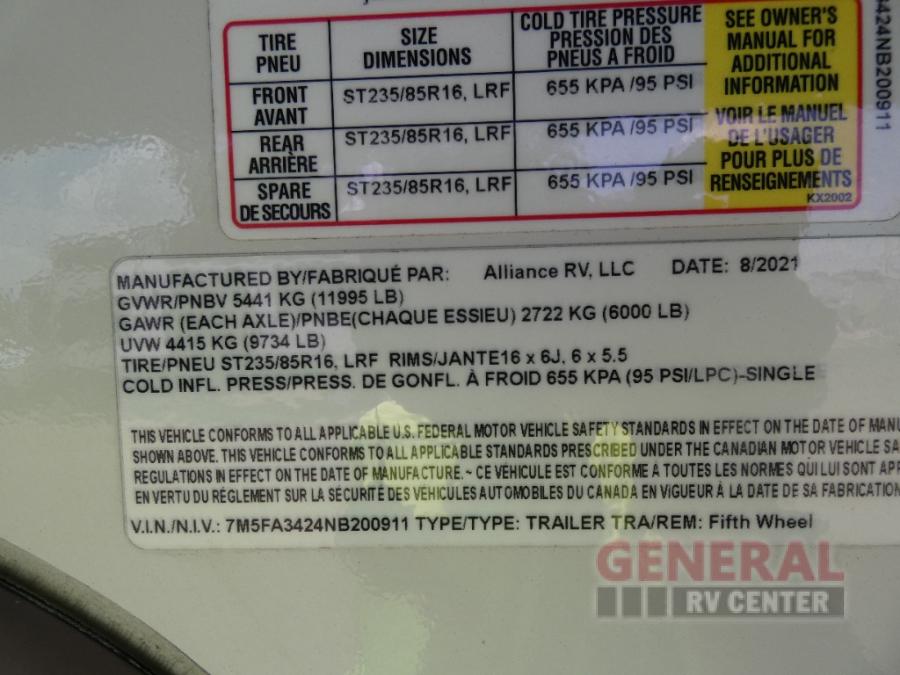 TIRE PNEU
SIZE DIMENSIONS
COLD TIRE PRESSURE PRESSION DES PNEUS A FROID
FRONT AVANT
ST235/85R16, LRF
655 KPA /95 PSI
REAR ARRIÈRE
ST235/85R16, LRF
655 KPA /95 PSI
SPARE DE SECOURS
ST235/85R16, LRF
655 KPA /95 PSI
SEE OWNER'S
MANUAL FOR
ADDITIONAL
INFORMATION
VOIR LE MANUEL
DE L'USAGER
POUR PLUS DE
RENSEIGNEMENTS
KX2002
3424NB200911
MANUFACTURED BY/FABRIQUÉ PAR: Alliance RV, LLC DATE: 8/2021
GVWR/PNBV 5441 KG (11995 LB)
GAWR (EACH AXLE)/PNBE(CHAQUE ESSIEU) 2722 KG (6000 LB)
UVW 4415 KG (9734 LB)
TIRE/PNEU ST235/85R16, LRF RIMS/JANTE16 x 6J, 6 x 5.5
COLD INFL. PRESS/PRESS. DE GONFL. À FROID 655 KPA (95 PSI/LPC)-SINGLE
THIS VEHICLE CONFORMS TO ALL APPLICABLE U.S. FEDERAL MOTOR VEHICLE SAFETY STANDARDS IN EFFECT ON THE DATE OF MANU
SHOWN ABOVE. THIS VEHICLE CONFORMS TO ALL APPLICABLE STANDARDS PRESCRIBED UNDER THE CANADIAN MOTOR VEHICLE SA
REGULATIONS IN EFFECT ON THE DATE OF MANUFACTURE. ~ CE VÉHICULE EST CONFORME A TOUTES LES NORMES QUI LUI SONT APP
EN VERTU DU RÉGLEMENT SUR LA SÉCURITÉ DES VÉHICULES AUTOMOBILES DU CANADA EN VIGUEUR À LA DATE DE SA FABRICATION
V.I.N./N.I.V.: 7M5FA3424NB200911 TYPE/TYPE: TRAILER TRA/REM: Fifth Wheel
GENERAL
RV CENTER